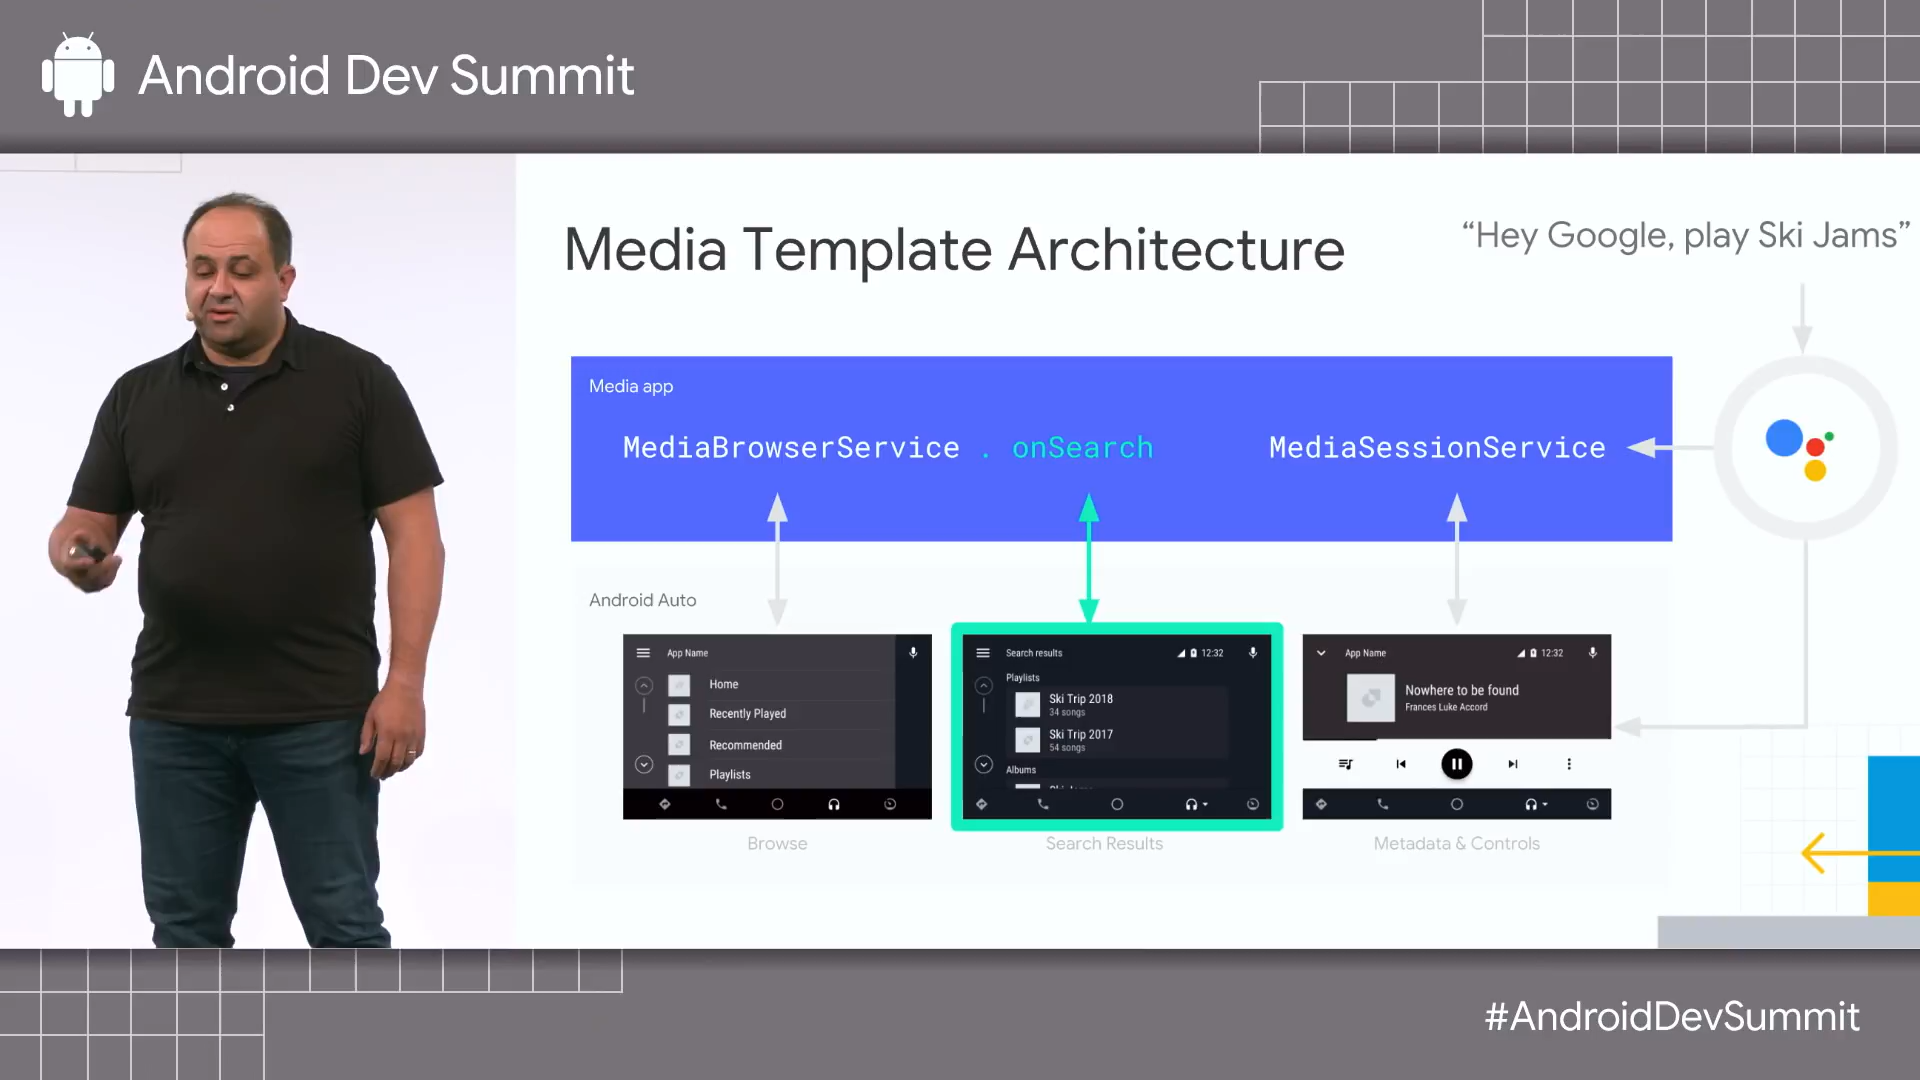 Android Dev Summit
Media Template Architecture
“Hey Google, play Ski Jams”
Media app
MediaBrowserService . onSearch
MediaSessionService
Android Auto
App Name
Home
Recently Played
Recommended
Playlists
Browse
Search results
12:32
Playlists
Ski Trip 2018
34 songs
Ski Trip 2017
54 songs
Albums
Search Results
App Name
12:32
Nowhere to be found
Frances Luke Accord
Metadata & Controls
#AndroidDevSummit